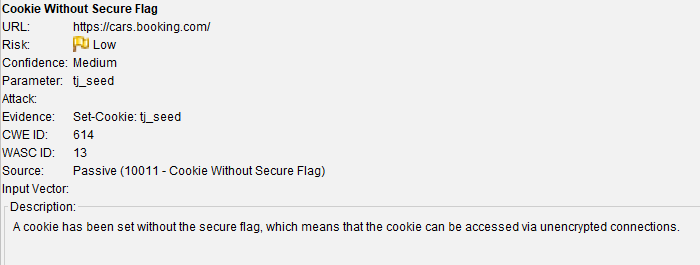 Cookie Without Secure Flag
URL: https://cars.booking.com/
Risk: Low
Confidence: Medium
Parameter: tj_seed
Attack:
Evidence: Set-Cookie: tj_seed
CWE ID: 614
WASC ID: 13
Source: Passive (10011 - Cookie Without Secure Flag)
Input Vector:
Description:
A cookie has been set without the secure flag, which means that the cookie can be accessed via unencrypted connections.